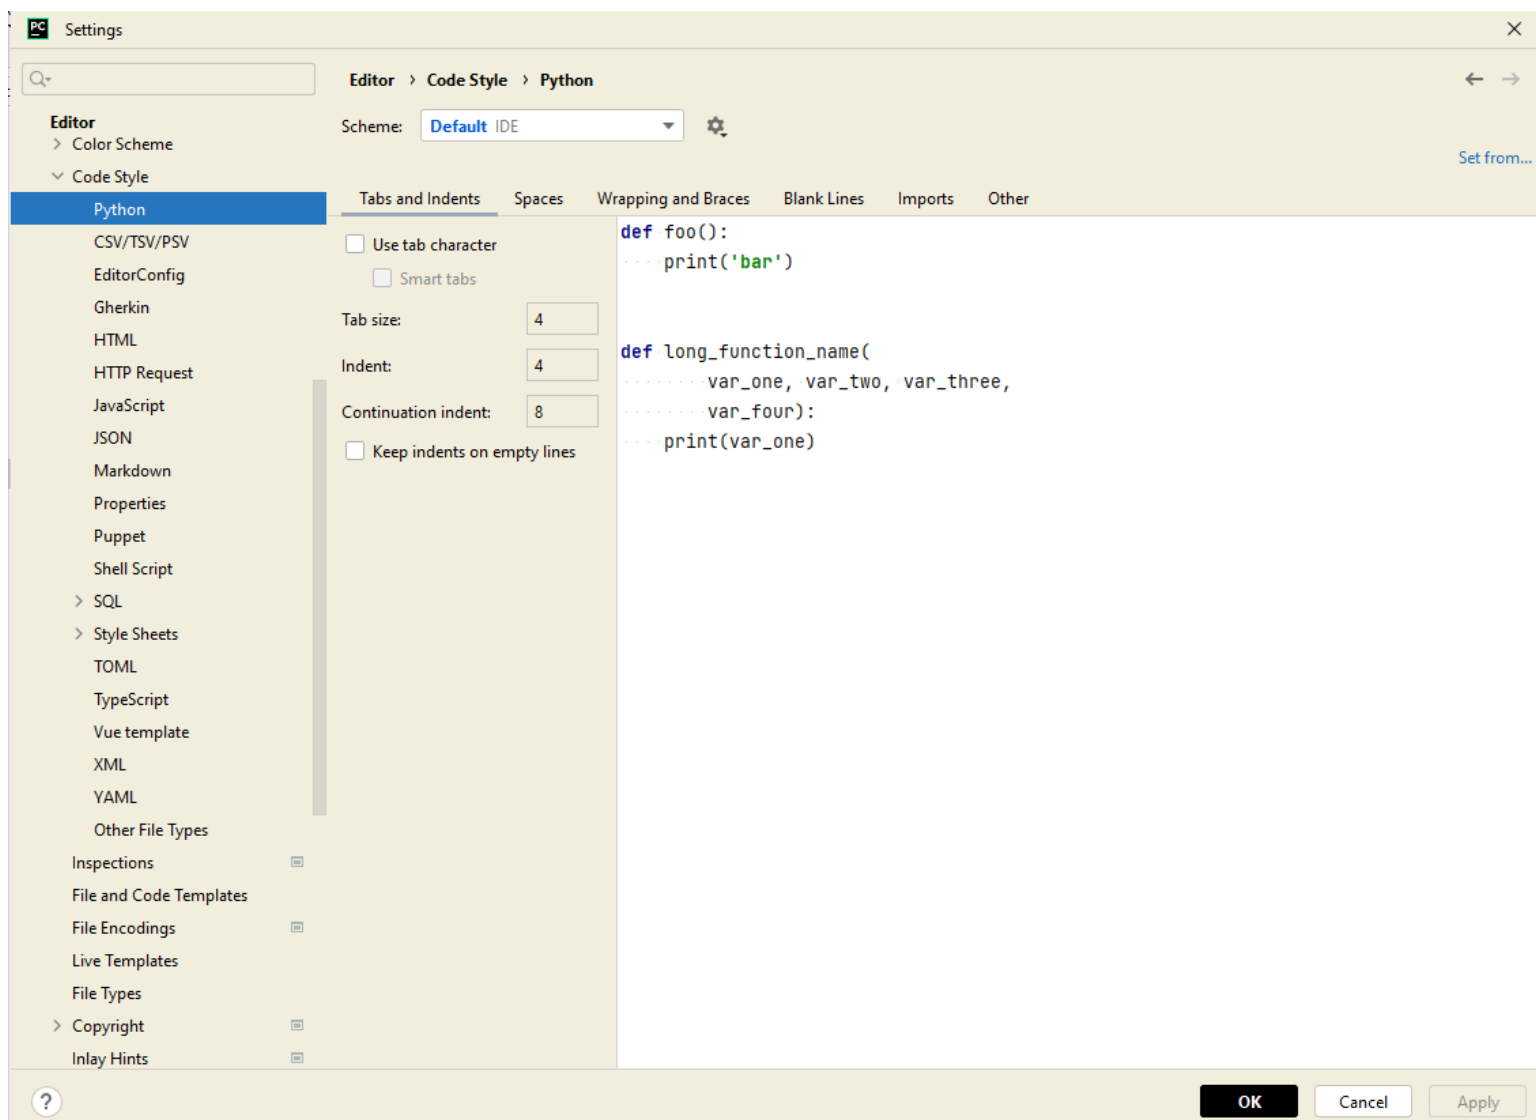 PC Settings
Editor > Code Style > Python
Scheme: Default IDE
Set from...
Editor
Color Scheme
Code Style
Python
CSV/TSV/PSV
EditorConfig
Gherkin
HTML
HTTP Request
JavaScript
JSON
Markdown
Properties
Puppet
Shell Script
SQL
Style Sheets
TOML
TypeScript
Vue template
XML
YAML
Other File Types
Inspections
File and Code Templates
File Encodings
Live Templates
File Types
Copyright
Inlay Hints
Tabs and Indents Spaces Wrapping and Braces Blank Lines Imports Other
Use tab character
Smart tabs
Tab size: 4
Indent: 4
Continuation indent: 8
Keep indents on empty lines
def foo():
    print('bar')
def long_function_name(
        var_one, var_two, var_three,
        var_four):
    print(var_one)
? OK Cancel Apply